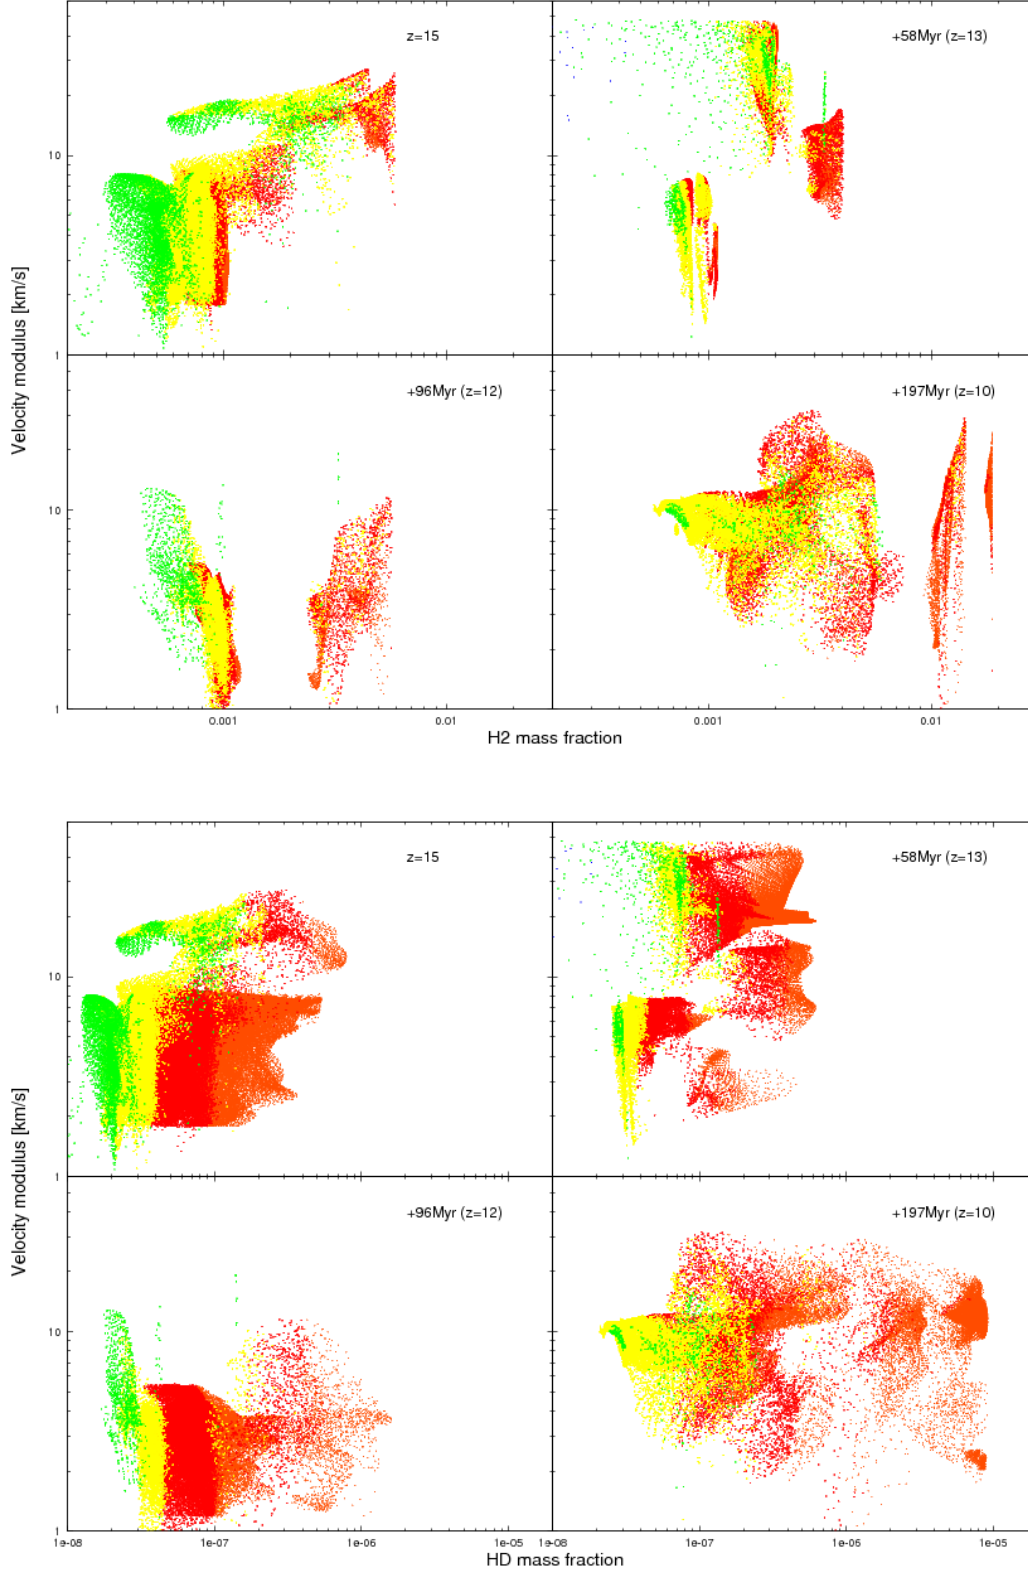 z=15
+58Myr (z=13)
10
1
+96Myr (z=12)
+197Myr (z=10)
10
1
0.001
0.01
0.001
0.01
Velocity modulus [km/s]
H2 mass fraction
z=15
+58Myr (z=13)
10
1
+96Myr (z=12)
+197Myr (z=10)
10
1
1e-08
1e-07
1e-06
1e-05
1e-08
1e-07
1e-06
1e-05
Velocity modulus [km/s]
HD mass fraction